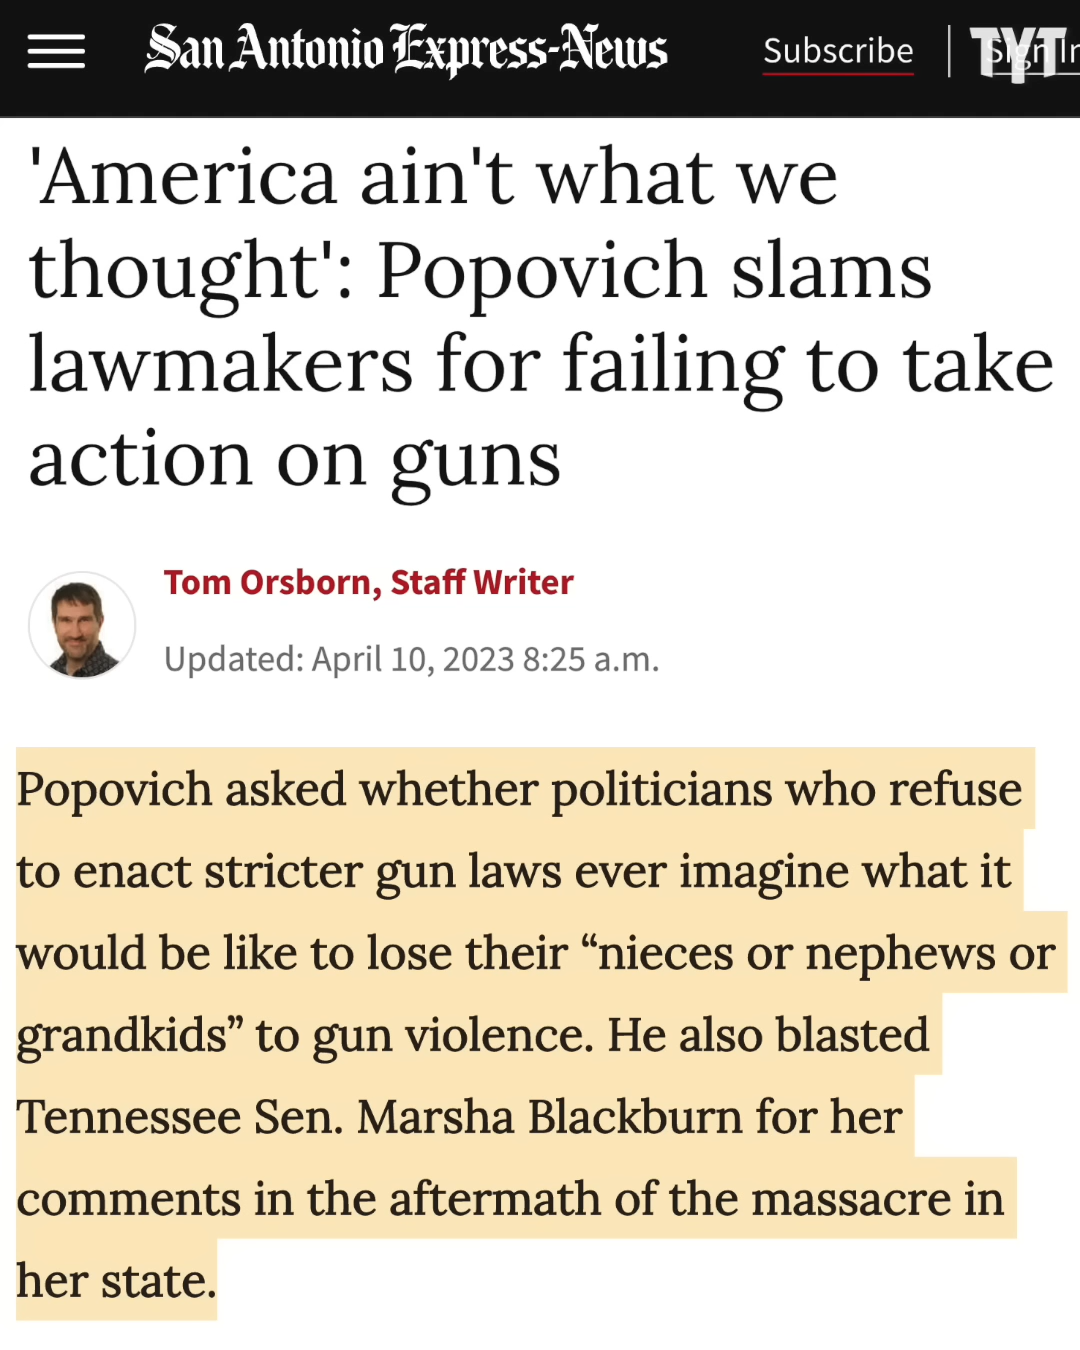 San Antonio Express-News
Subscribe
Sign In
TYT
'America ain't what we
thought': Popovich slams
lawmakers for failing to take
action on guns
Tom Orsborn, Staff Writer
Updated: April 10, 2023 8:25 a.m.
Popovich asked whether politicians who refuse
to enact stricter gun laws ever imagine what it
would be like to lose their “nieces or nephews or
grandkids” to gun violence. He also blasted
Tennessee Sen. Marsha Blackburn for her
comments in the aftermath of the massacre in
her state.